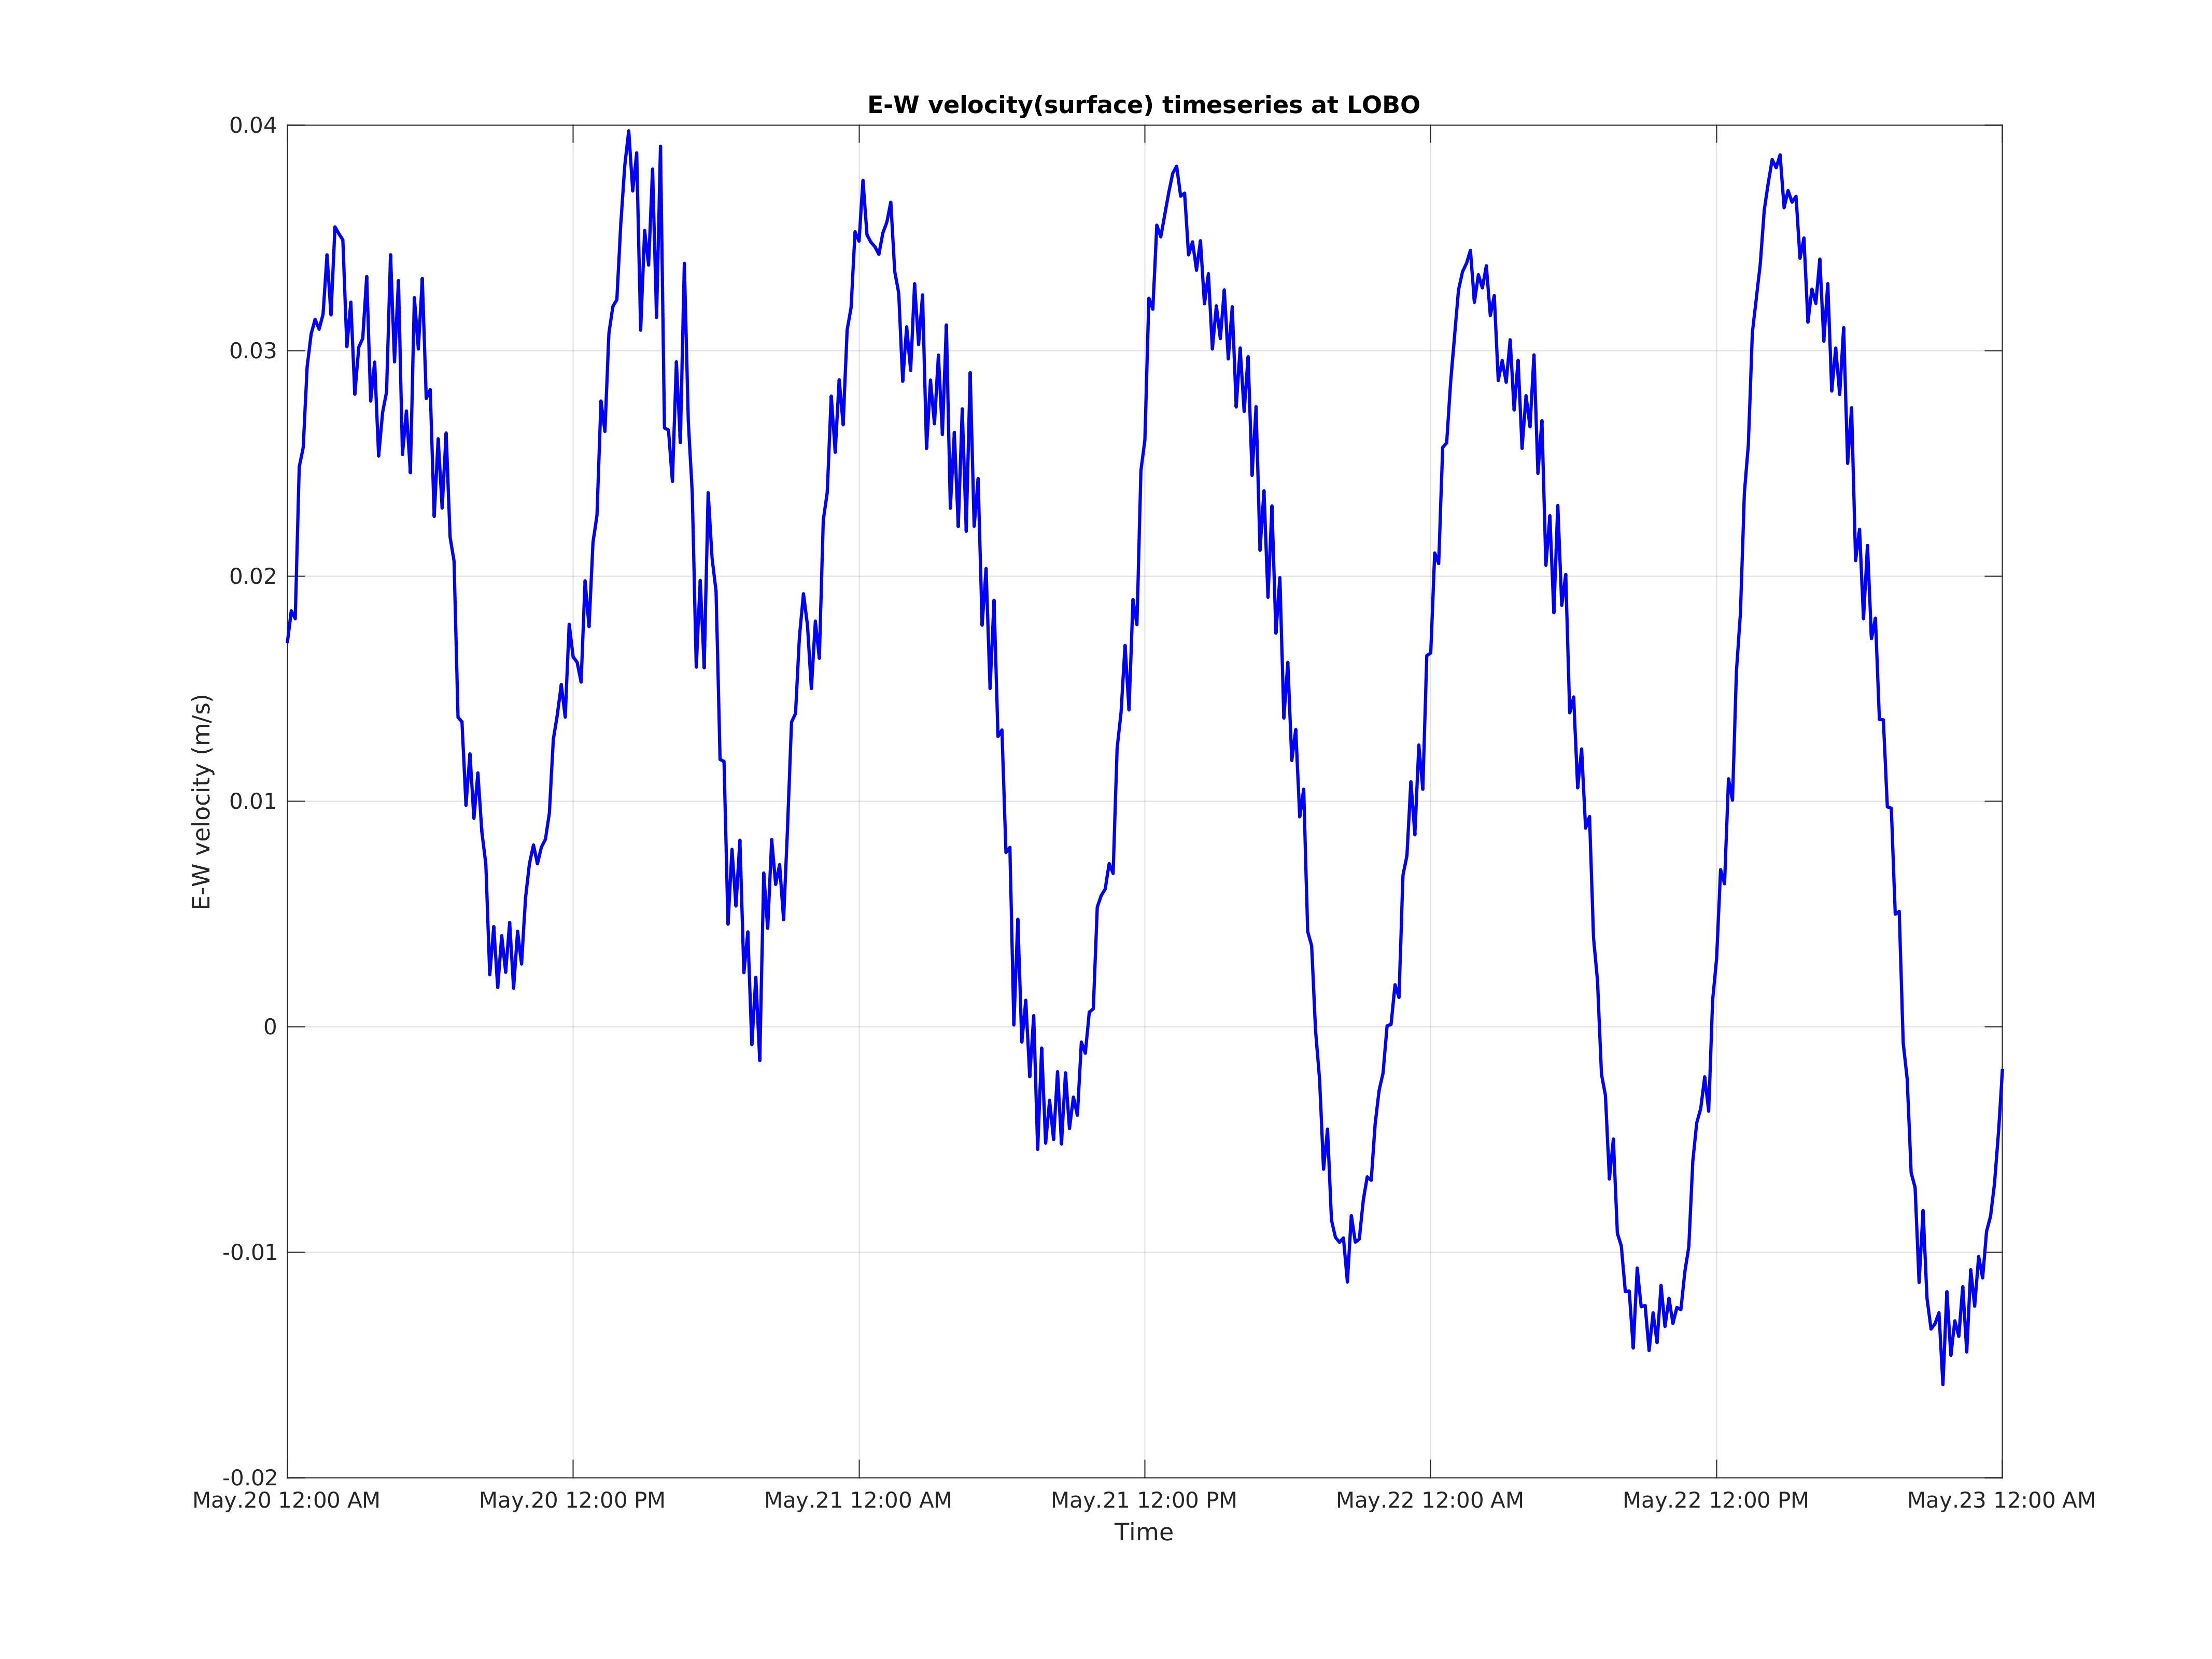 E-W velocity(surface) timeseries at LOBO
0.04
0.03
0.02
0.01
0
-0.01
-0.02
E-W velocity (m/s)
May.20 12:00 AM May.20 12:00 PM May.21 12:00 AM May.21 12:00 PM May.22 12:00 AM May.22 12:00 PM May.23 12:00 AM
Time